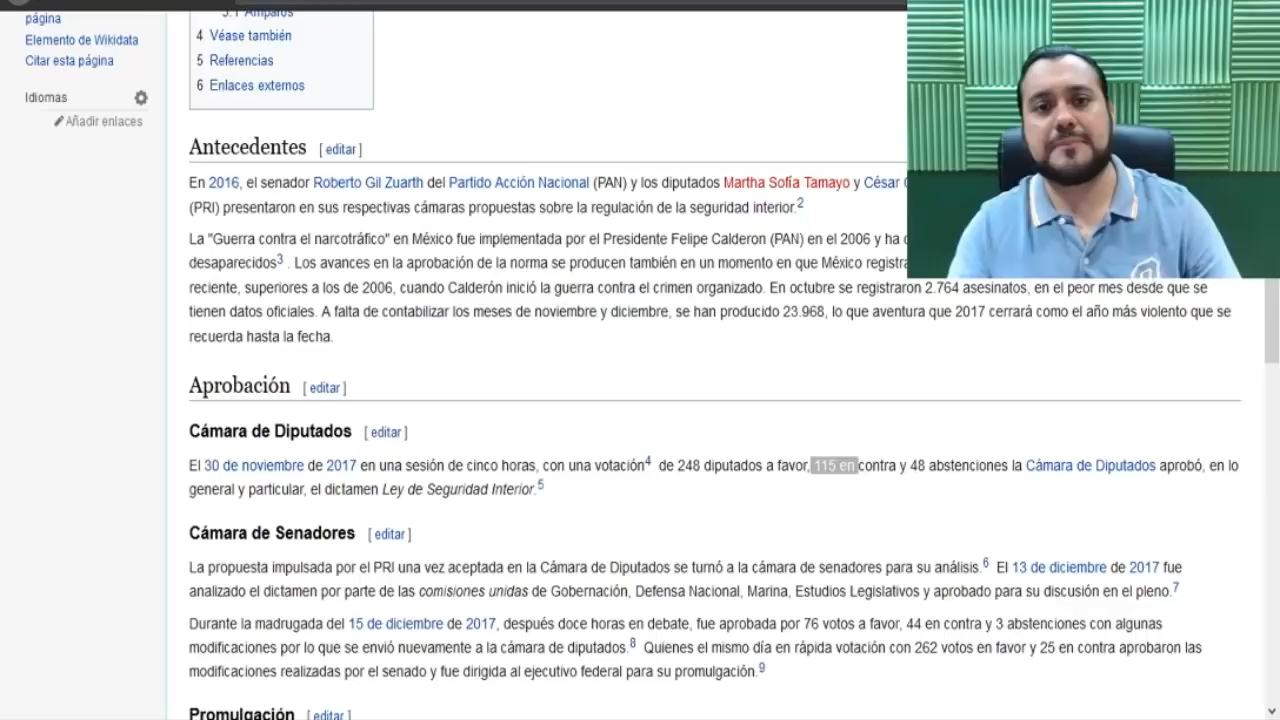 página
Elemento de Wikidata
Citar esta página
Idiomas
Añadir enlaces
3.1 Amparos
4 Véase también
5 Referencias
6 Enlaces externos
Antecedentes [ editar ]
En 2016, el senador Roberto Gil Zuarth del Partido Acción Nacional (PAN) y los diputados Martha Sofía Tamayo y César
(PRI) presentaron en sus respectivas cámaras propuestas sobre la regulación de la seguridad interior.2
La "Guerra contra el narcotráfico" en México fue implementada por el Presidente Felipe Calderon (PAN) en el 2006 y ha
desaparecidos3 . Los avances en la aprobación de la norma se producen también en un momento en que México registra
reciente, superiores a los de 2006, cuando Calderón inició la guerra contra el crimen organizado. En octubre se registraron 2.764 asesinatos, en el peor mes desde que se
tienen datos oficiales. A falta de contabilizar los meses de noviembre y diciembre, se han producido 23.968, lo que aventura que 2017 cerrará como el año más violento que se
recuerda hasta la fecha.
Aprobación [ editar ]
Cámara de Diputados [ editar ]
El 30 de noviembre de 2017 en una sesión de cinco horas, con una votación4 de 248 diputados a favor, 115 en contra y 48 abstenciones la Cámara de Diputados aprobó, en lo
general y particular, el dictamen Ley de Seguridad Interior.5
Cámara de Senadores [ editar ]
La propuesta impulsada por el PRI una vez aceptada en la Cámara de Diputados se turnó a la cámara de senadores para su análisis.6 El 13 de diciembre de 2017 fue
analizado el dictamen por parte de las comisiones unidas de Gobernación, Defensa Nacional, Marina, Estudios Legislativos y aprobado para su discusión en el pleno.7
Durante la madrugada del 15 de diciembre de 2017, después doce horas en debate, fue aprobada por 76 votos a favor, 44 en contra y 3 abstenciones con algunas
modificaciones por lo que se envió nuevamente a la cámara de diputados.8 Quienes el mismo día en rápida votación con 262 votos en favor y 25 en contra aprobaron las
modificaciones realizadas por el senado y fue dirigida al ejecutivo federal para su promulgación.9
Promulgación [ editar ]